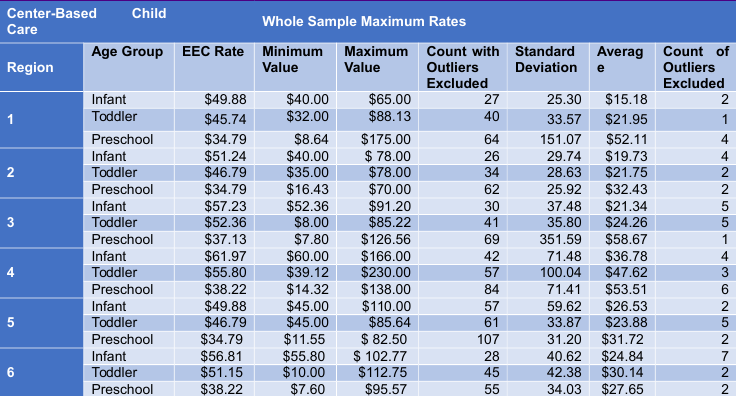 Center-Based Child Care Whole Sample Maximum Rates
Region Age Group EEC Rate Minimum Value Maximum Value Count with Outliers Excluded Standard Deviation Averag e Count of Outliers Excluded
1 Infant $49.88 $40.00 $65.00 27 25.30 $15.18 2
Toddler $45.74 $32.00 $88.13 40 33.57 $21.95 1
Preschool $34.79 $8.64 $175.00 64 151.07 $52.11 4
2 Infant $51.24 $40.00 $ 78.00 26 29.74 $19.73 4
Toddler $46.79 $35.00 $78.00 34 28.63 $21.75 2
Preschool $34.79 $16.43 $70.00 62 25.92 $32.43 2
3 Infant $57.23 $52.36 $91.20 30 37.48 $21.34 5
Toddler $52.36 $8.00 $85.22 41 35.80 $24.26 5
Preschool $37.13 $7.80 $126.56 69 351.59 $58.67 1
4 Infant $61.97 $60.00 $166.00 42 71.48 $36.78 4
Toddler $55.80 $39.12 $230.00 57 100.04 $47.62 3
Preschool $38.22 $14.32 $138.00 84 71.41 $53.51 6
5 Infant $49.88 $45.00 $110.00 57 59.62 $26.53 2
Toddler $46.79 $45.00 $85.64 61 33.87 $23.88 5
Preschool $34.79 $11.55 $ 82.50 107 31.20 $31.72 2
6 Infant $56.81 $55.80 $ 102.77 28 40.62 $24.84 7
Toddler $51.15 $10.00 $112.75 45 42.38 $30.14 2
Preschool $38.22 $7.60 $95.57 55 34.03 $27.65 2